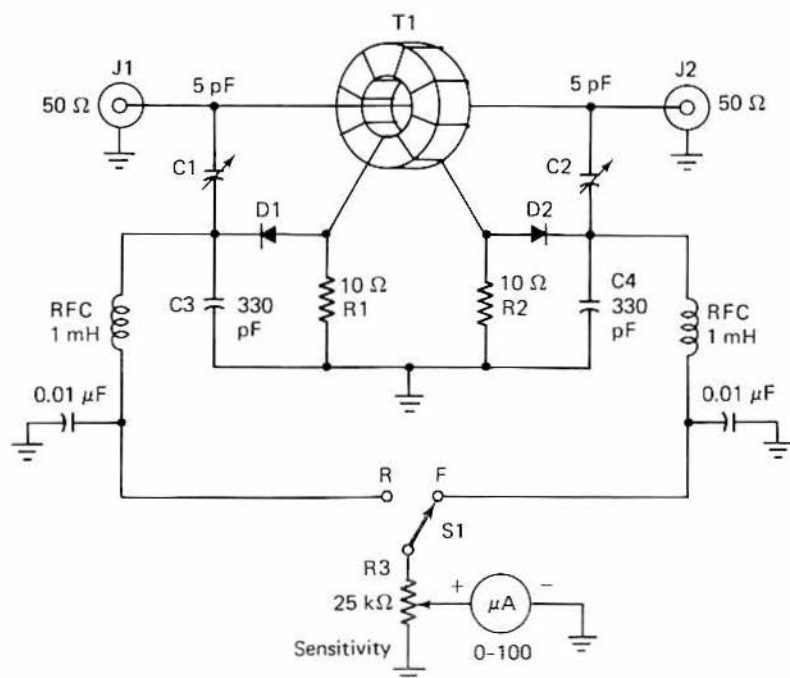 T1
J1
J2
5 pF
5 pF
50 Ω
50 Ω
C1
C2
D1
D2
10 Ω
R1
10 Ω
R2
C3
330
pF
C4
330
pF
RFC
1 mH
RFC
1 mH
0.01 μF
0.01 μF
R
F
S1
R3
25 kΩ
+
−
μA
0-100
Sensitivity